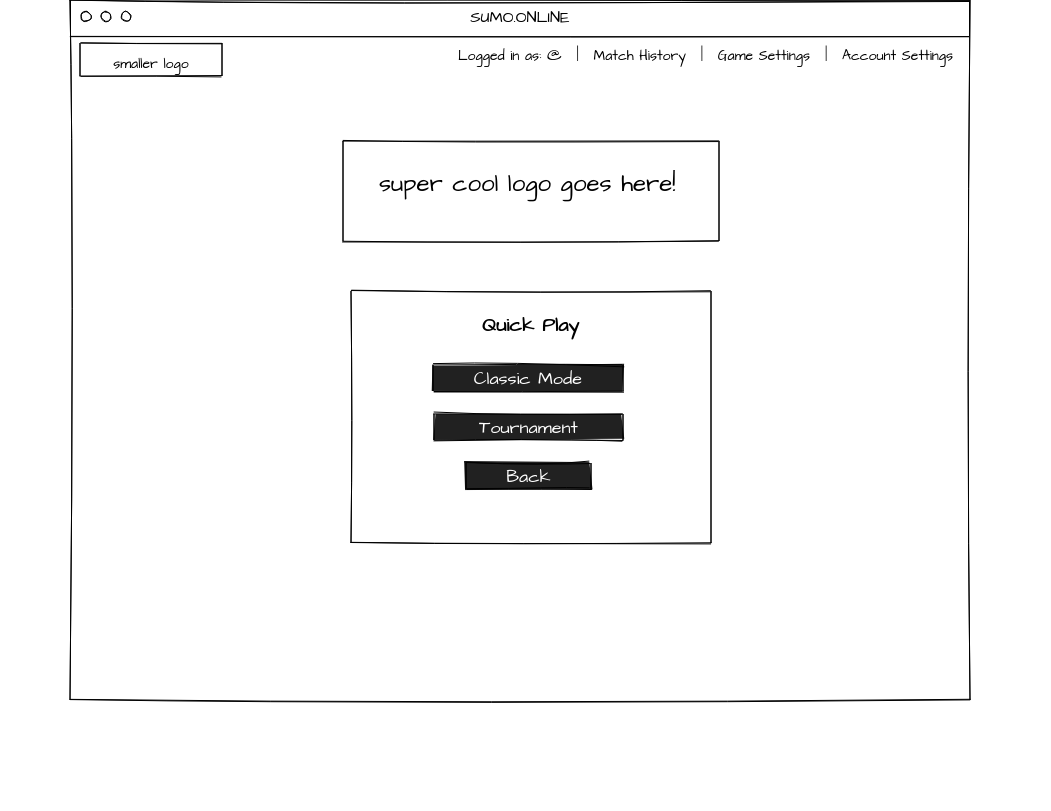 SUMO.ONLINE
smaller logo
Logged in as: @ | Match History | Game Settings | Account Settings
super cool logo goes here!
Quick Play
Classic Mode
Tournament
Back